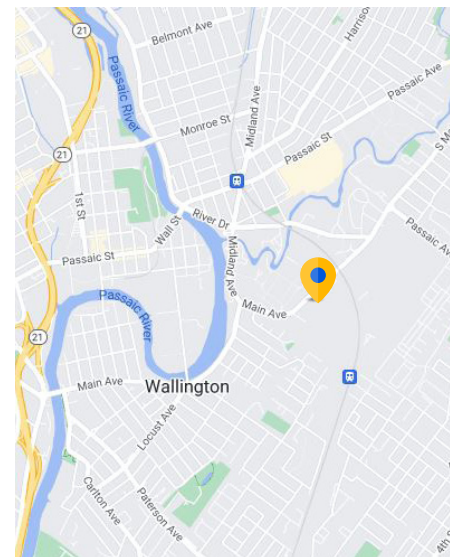 21
Belmont Ave
Harriso
Passaic River
Midland Ave
Passaic Ave
Monroe St
Passaic St
S M
21
1st St
River Dr
Wall St
Passaic Ave
Midland Ave
Passaic St
Passaic River
Main Ave
21
Main Ave
Wallington
Locust Ave
Carlton Ave
Paterson Ave
4th S